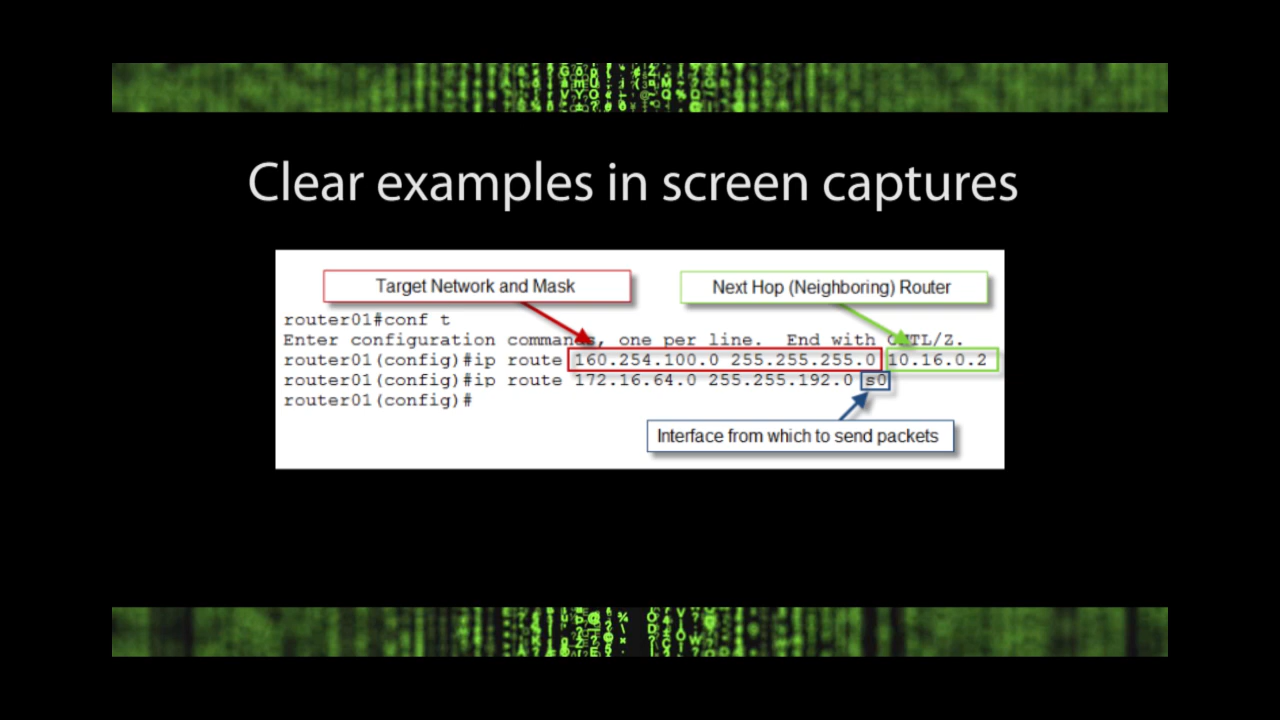 Clear examples in screen captures
Target Network and Mask
Next Hop (Neighboring) Router
router01#conf t
Enter configuration commands, one per line.  End with CNTL/Z.
router01(config)#ip route 160.254.100.0 255.255.255.0 10.16.0.2
router01(config)#ip route 172.16.64.0 255.255.192.0 s0
router01(config)#
Interface from which to send packets